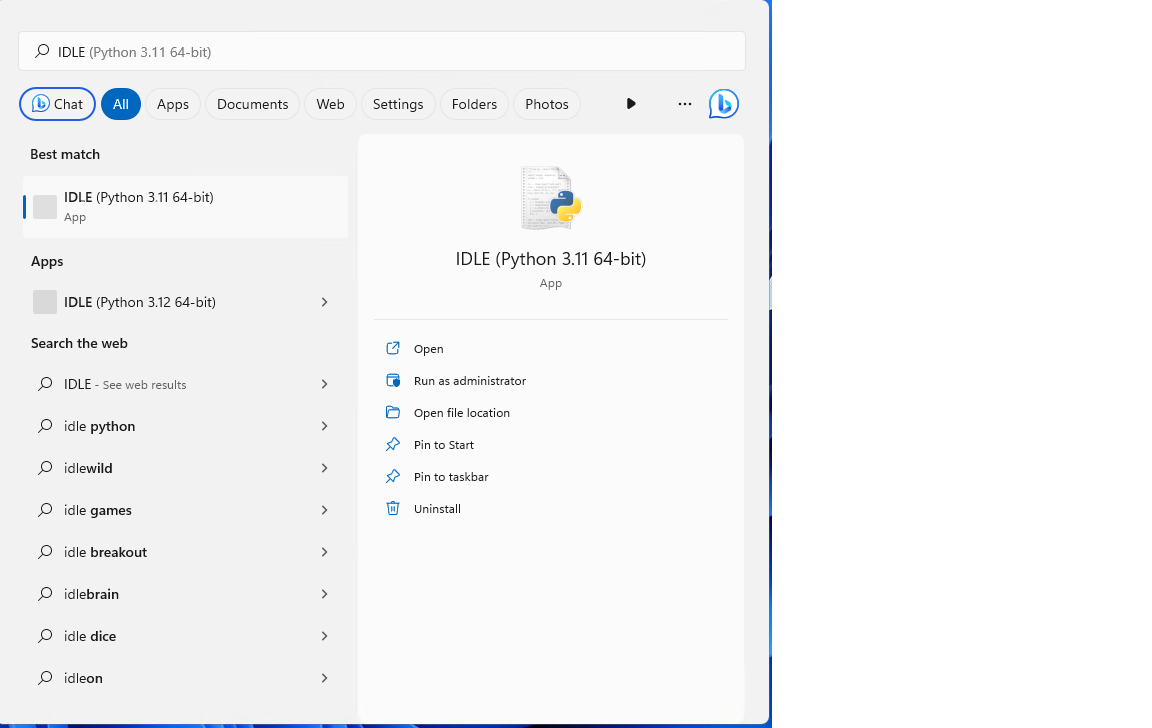 IDLE (Python 3.11 64-bit)
Chat
All
Apps
Documents
Web
Settings
Folders
Photos
Best match
IDLE (Python 3.11 64-bit)
App
Apps
IDLE (Python 3.12 64-bit)
Search the web
IDLE - See web results
idle python
idlewild
idle games
idle breakout
idlebrain
idle dice
idleon
IDLE (Python 3.11 64-bit)
App
Open
Run as administrator
Open file location
Pin to Start
Pin to taskbar
Uninstall